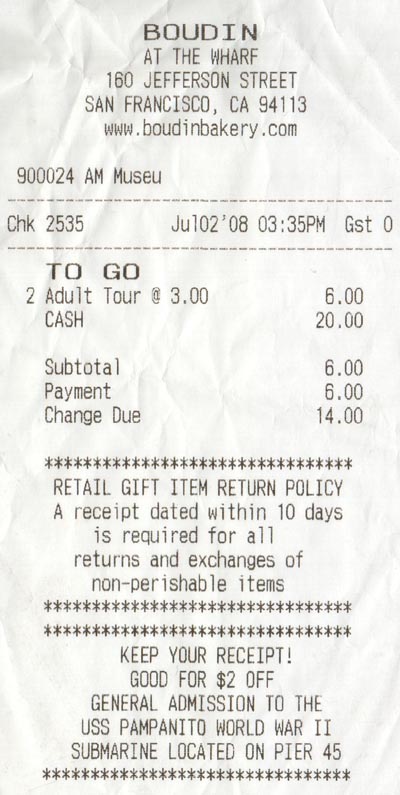 BOUDIN
AT THE WHARF
160 JEFFERSON STREET
SAN FRANCISCO, CA 94113
www.boudinbakery.com
900024 AM Museu
----------------------------------------
Chk 2535 Jul02'08 03:35PM Gst 0
----------------------------------------
TO GO
2 Adult Tour @ 3.00 6.00
CASH 20.00
Subtotal 6.00
Payment 6.00
Change Due 14.00
********************************
RETAIL GIFT ITEM RETURN POLICY
A receipt dated within 10 days
is required for all
returns and exchanges of
non-perishable items
********************************
********************************
KEEP YOUR RECEIPT!
GOOD FOR $2 OFF
GENERAL ADMISSION TO THE
USS PAMPANITO WORLD WAR II
SUBMARINE LOCATED ON PIER 45
********************************